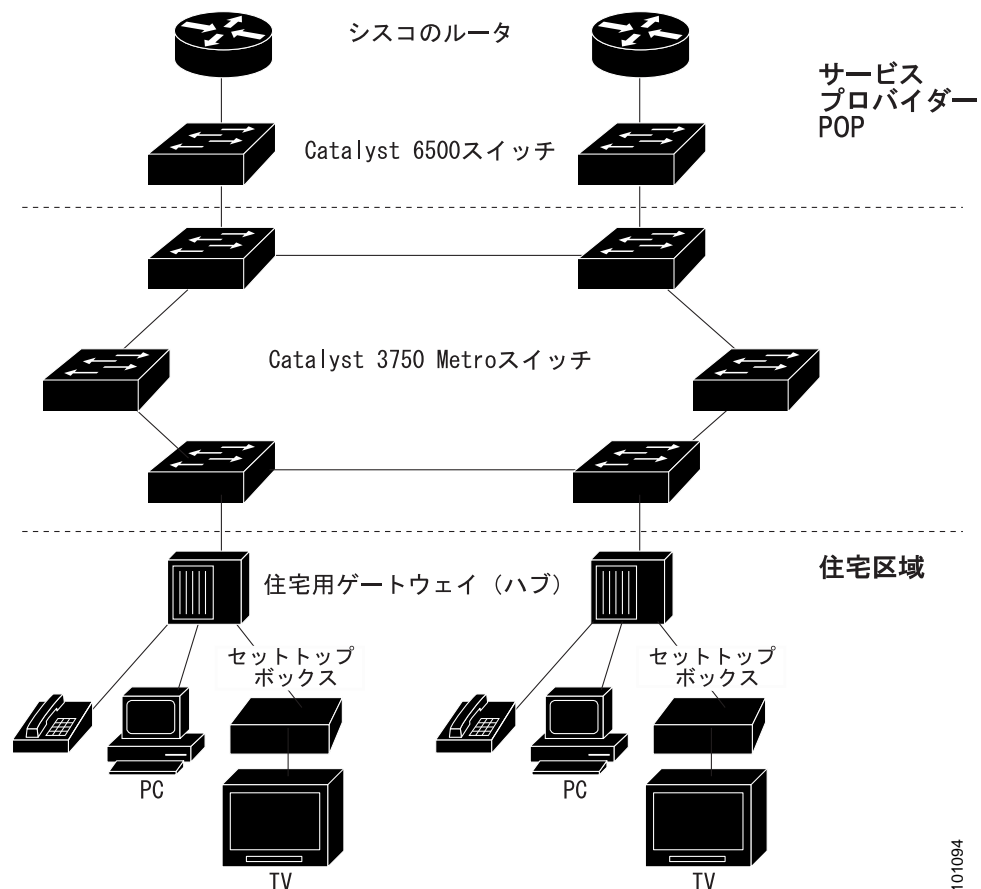 シスコのルータ
サービス
プロバイダー
POP
Catalyst 6500スイッチ
Catalyst 3750 Metroスイッチ
住宅区域
住宅用ゲートウェイ（ハブ）
セットトップ
ボックス
セットトップ
ボックス
PC
PC
TV
TV
101094